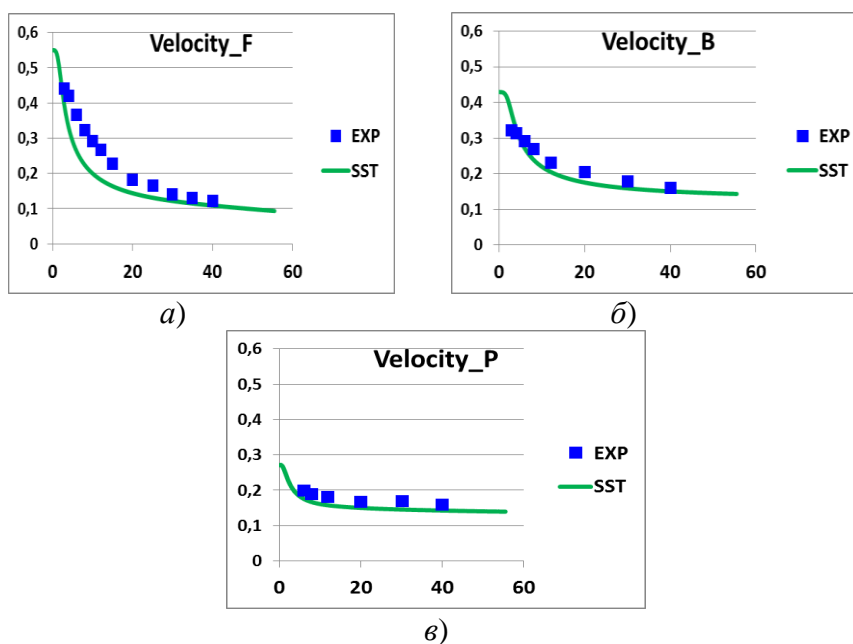 Velocity_F
0,6
0,5
0,4
0,3
0,2
0,1
0
0 20 40 60
EXP
SST
а)
Velocity_B
0,6
0,5
0,4
0,3
0,2
0,1
0
0 20 40 60
EXP
SST
б)
Velocity_P
0,6
0,5
0,4
0,3
0,2
0,1
0
0 20 40 60
EXP
SST
в)